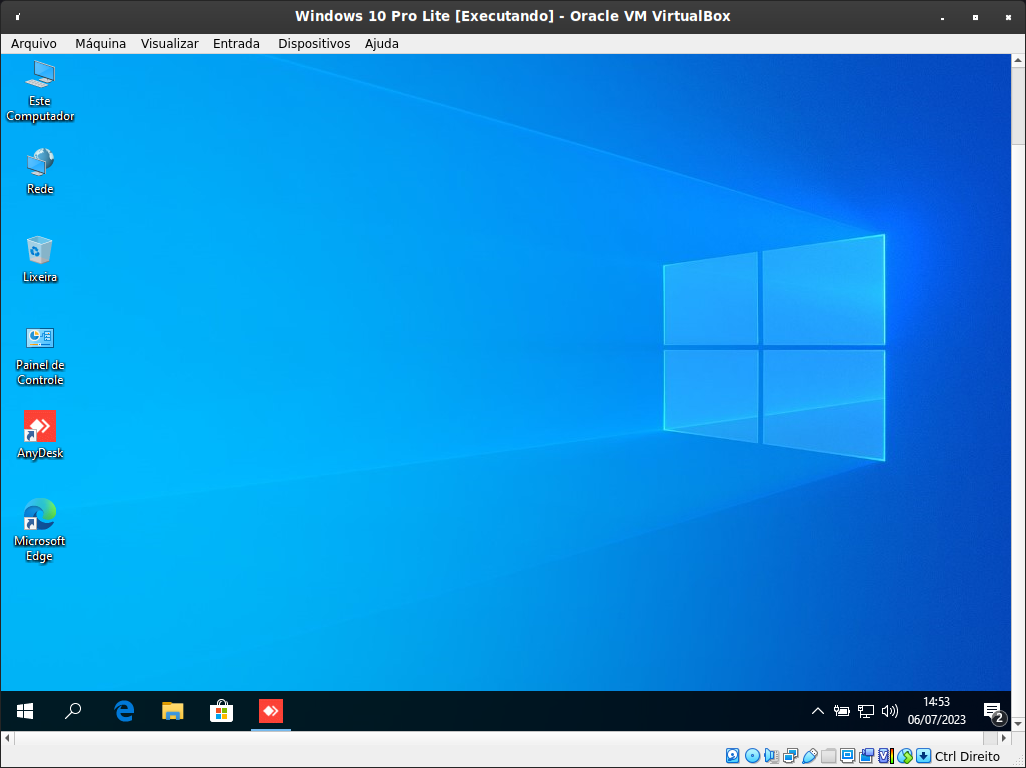 Windows 10 Pro Lite [Executando] - Oracle VM VirtualBox
Arquivo Máquina Visualizar Entrada Dispositivos Ajuda
Este
Computador
Rede
Lixeira
Painel de
Controle
AnyDesk
Microsoft
Edge
14:53
06/07/2023
2
Ctrl Direito